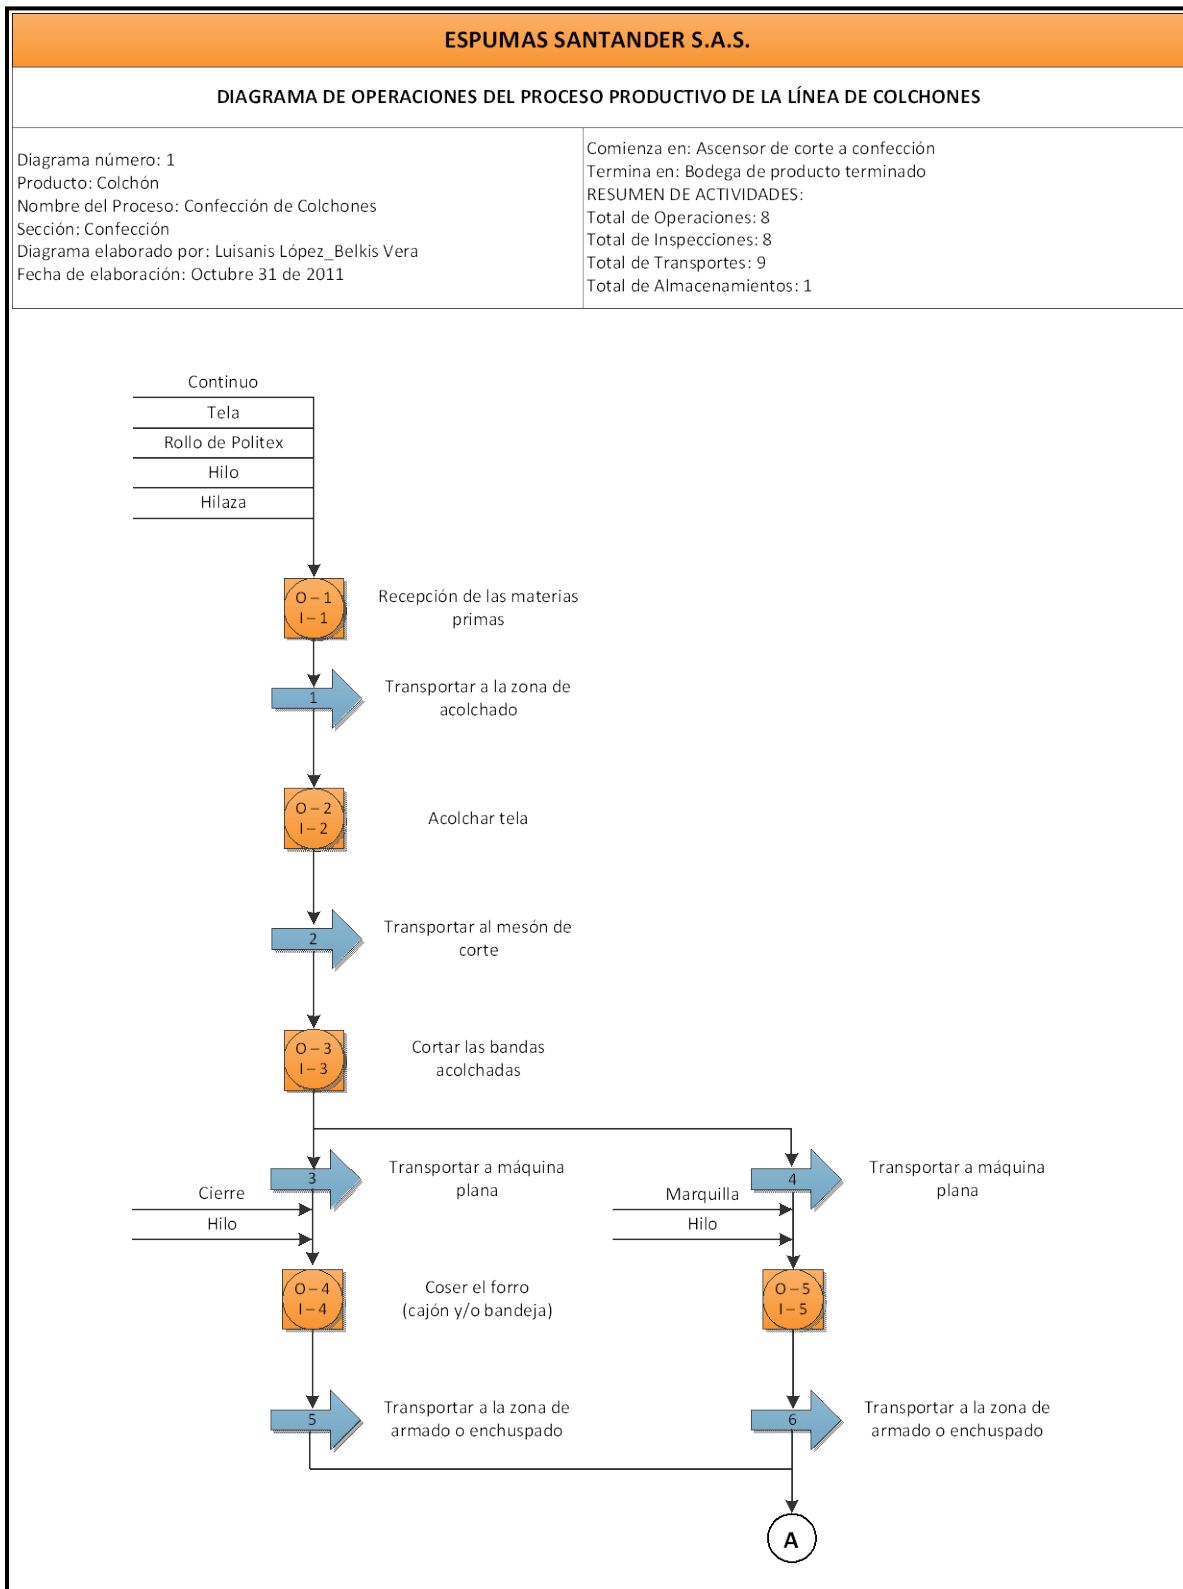 ESPUMAS SANTANDER S.A.S.
DIAGRAMA DE OPERACIONES DEL PROCESO PRODUCTIVO DE LA LÍNEA DE COLCHONES
Diagrama número: 1
Producto: Colchón
Nombre del Proceso: Confección de Colchones
Sección: Confección
Diagrama elaborado por: Luisanis López_Belkis Vera
Fecha de elaboración: Octubre 31 de 2011
Comienza en: Ascensor de corte a confección
Termina en: Bodega de producto terminado
RESUMEN DE ACTIVIDADES:
Total de Operaciones: 8
Total de Inspecciones: 8
Total de Transportes: 9
Total de Almacenamientos: 1
Continuo
Tela
Rollo de Politex
Hilo
Hilaza
O – 1
I – 1
Recepción de las materias
primas
1
Transportar a la zona de
acolchado
O – 2
I – 2
Acolchar tela
2
Transportar al mesón de
corte
O – 3
I – 3
Cortar las bandas
acolchadas
3
Transportar a máquina
plana
4
Transportar a máquina
plana
Cierre
Hilo
Marquilla
Hilo
O – 4
I – 4
Coser el forro
(cajón y/o bandeja)
O – 5
I – 5
5
Transportar a la zona de
armado o enchuspado
6
Transportar a la zona de
armado o enchuspado
A